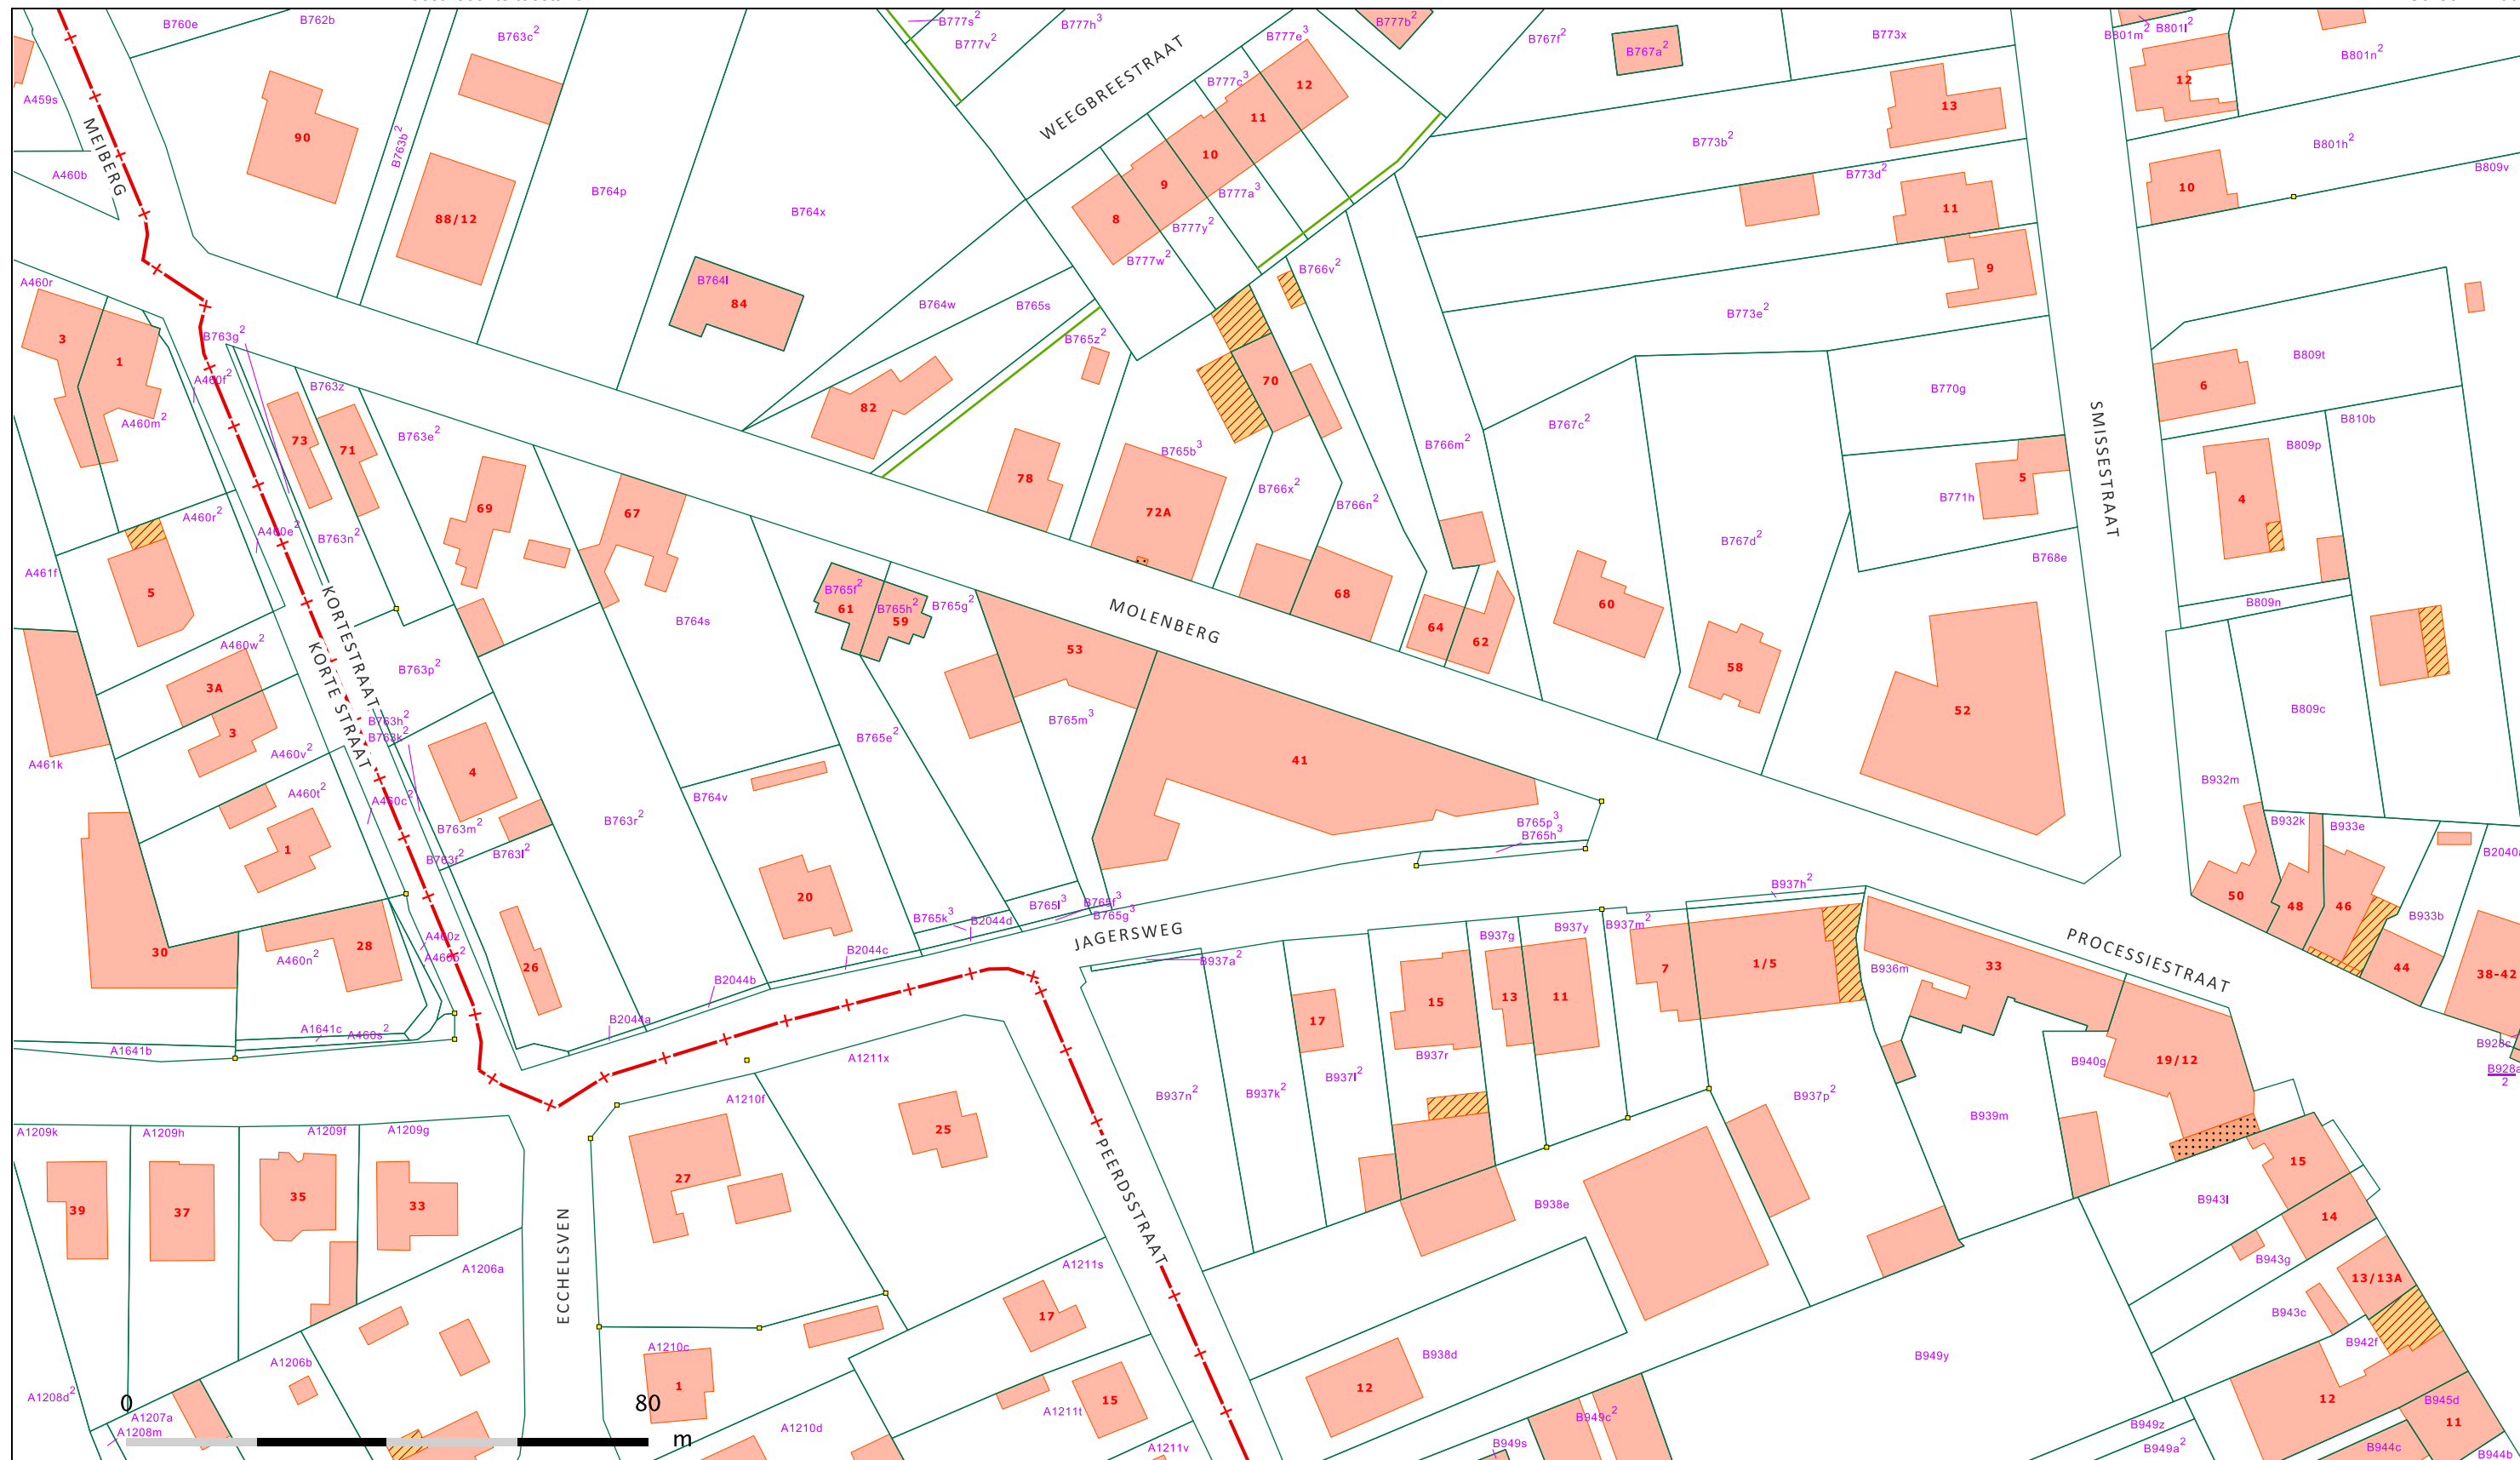 B760e
B762b
B763c²
B777s²
B777v²
B777h³
B777e³
B777b²
B767f²
B767a²
B773x
B801m²
B801l²
B801n²
A459s
MEIBERG
90
B763b²
WEEGBREESTRAAT
B777c³
12
11
10
9
8
13
12
A460b
88/12
B764p
B764x
B777a³
B777y²
B777w²
B773b²
B773d²
B801h²
B809v
10
11
9
A460r
B764l
84
B764w
B765s
B766v²
B773e²
3
1
B763g²
A460f²
B763z
B765z²
70
B809t
6
A460m²
73
71
B763e²
82
B765b³
B766m²
B767c²
B770g
SMISSESTRAAT
B810b
B809p
A460r²
A460e²
B763n²
69
67
78
72A
B766x²
B766n²
B767d²
B771h
5
4
A461f
5
KORTESTRAAT
B764s
B765f²
61
B765h²
59
B765g²
MOLENBERG
68
64
62
60
58
B768e
B809n
A460w²
3A
3
KORTE STRAAT
B763p²
B763h²
B763k²
53
B765m³
52
B809c
A461k
A460v²
A460t²
A460c²
4
B765e²
41
B932m
B764v
1
B763m²
B763f²
B763l²
B763r²
B765p³
B765h³
B932k
B933e
B2040a
20
B765l³
B765f³
B765g³
B765k³
B2044d
JAGERSWEG
B937h²
50
48
46
B933b
44
38-42
30
28
A460n²
A460z
26
B2044c
B2044b
B2044a
B937a²
B937g
B937y
B937m²
7
1/5
B936m
33
PROCESSIESTRAAT
A1641c
A460s²
A1641b
A1211x
17
15
13
11
B937r
B937l²
B937k²
B937n²
B937p²
B940g
19/12
B939m
B928c
B928a
2
A1209k
A1209h
A1209f
A1209g
A1210f
25
27
PEERDSSTRAAT
39
37
35
33
ECCHELSVEN
B938e
B943l
15
14
A1206a
A1211s
B943g
13/13A
B943c
B942f
A1206b
17
A1210c
1
B938d
12
B949y
A1208d²
A1207a
A1208m
0
80
m
A1210d
A1211t
15
A1211v
B949c²
B949s
B949z
B949a²
12
B945d
11
B944c
B944b